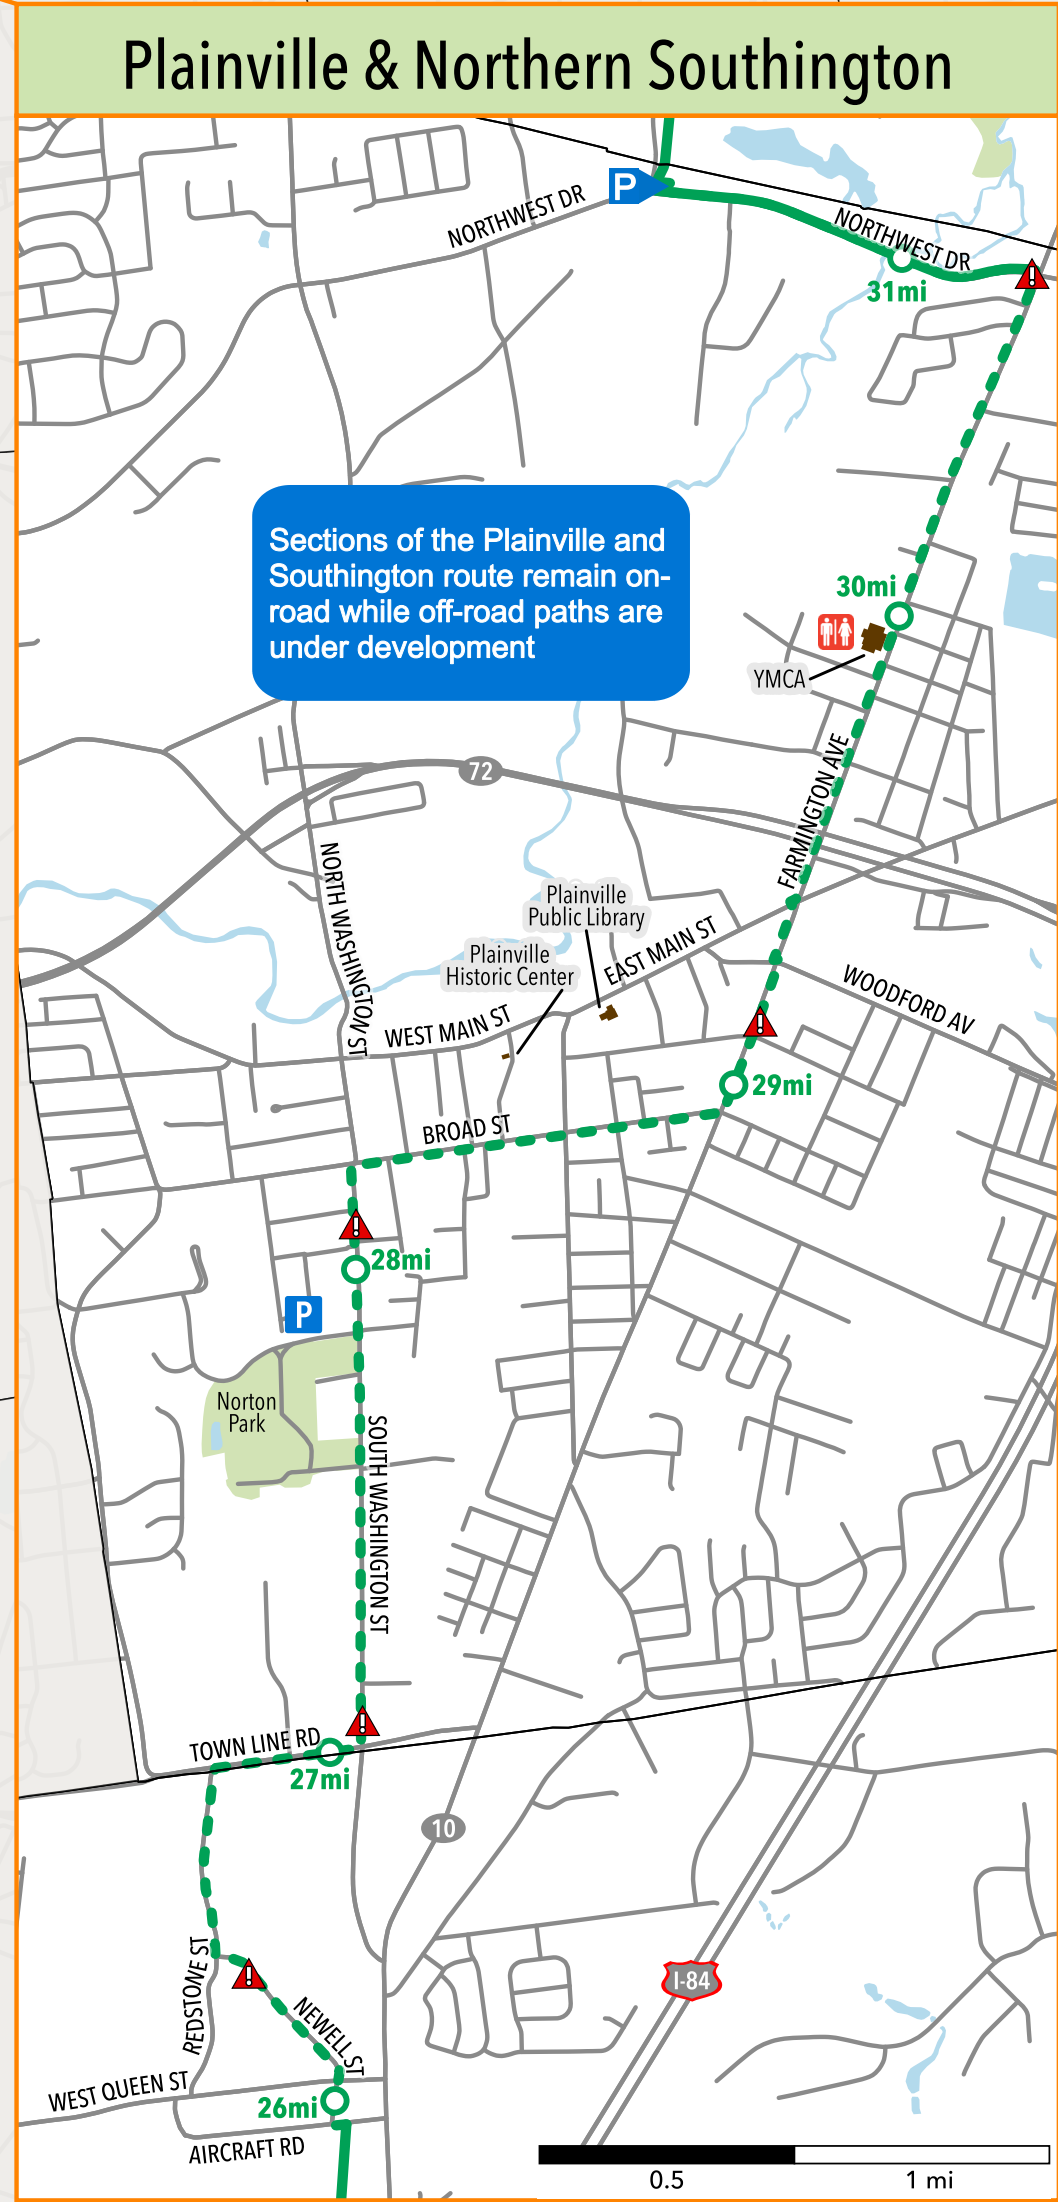 Plainville & Northern Southington
P
NORTHWEST DR
NORTHWEST DR
31mi
Sections of the Plainville and
Southington route remain on-
road while off-road paths are
under development
30mi
YMCA
72
FARMINGTON AVE
NORTH WASHINGTON ST
Plainville
Public Library
EAST MAIN ST
Plainville
Historic Center
WEST MAIN ST
WOODFORD AV
29mi
BROAD ST
28mi
P
Norton
Park
SOUTH WASHINGTON ST
TOWN LINE RD
27mi
10
REDSTONE ST
NEWELL ST
I-84
WEST QUEEN ST
26mi
AIRCRAFT RD
0.5
1 mi